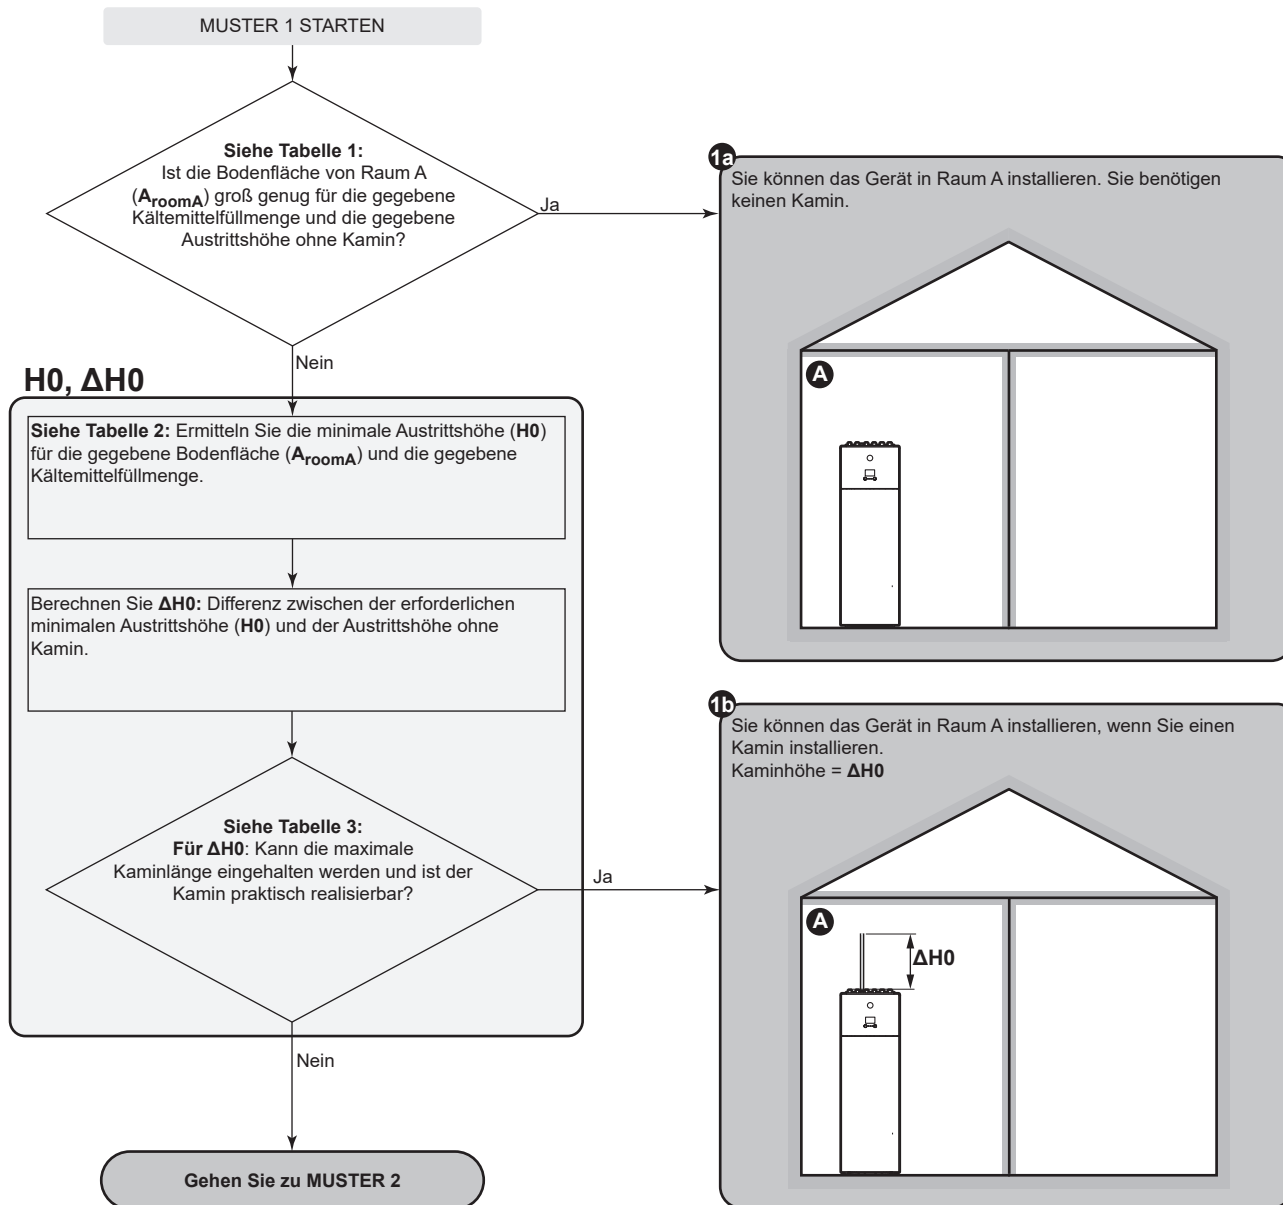 MUSTER 1 STARTEN
Siehe Tabelle 1:
Ist die Bodenfläche von Raum A
(AroomA) groß genug für die gegebene
Kältemittelfüllmenge und die gegebene
Austrittshöhe ohne Kamin?
Ja
1a
Sie können das Gerät in Raum A installieren. Sie benötigen
keinen Kamin.
A
Nein
H0, ΔH0
Siehe Tabelle 2: Ermitteln Sie die minimale Austrittshöhe (H0)
für die gegebene Bodenfläche (AroomA) und die gegebene
Kältemittelfüllmenge.
Berechnen Sie ΔH0: Differenz zwischen der erforderlichen
minimalen Austrittshöhe (H0) und der Austrittshöhe ohne
Kamin.
Siehe Tabelle 3:
Für ΔH0: Kann die maximale
Kaminlänge eingehalten werden und ist der
Kamin praktisch realisierbar?
Ja
1b
Sie können das Gerät in Raum A installieren, wenn Sie einen
Kamin installieren.
Kaminhöhe = ΔH0
A
ΔH0
Nein
Gehen Sie zu MUSTER 2